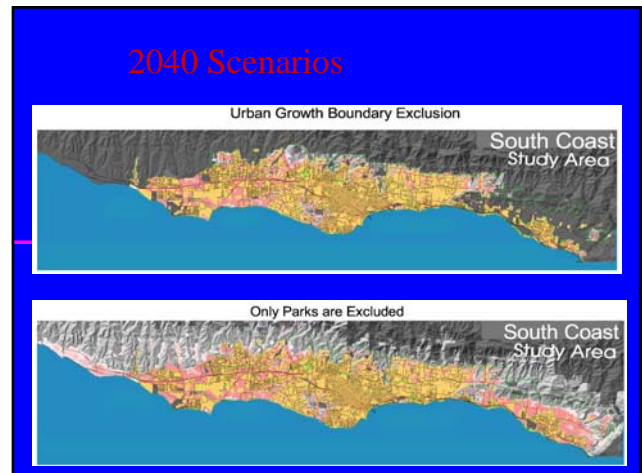 2040 Scenarios
Urban Growth Boundary Exclusion
South Coast
Study Area
Only Parks are Excluded
South Coast
Study Area